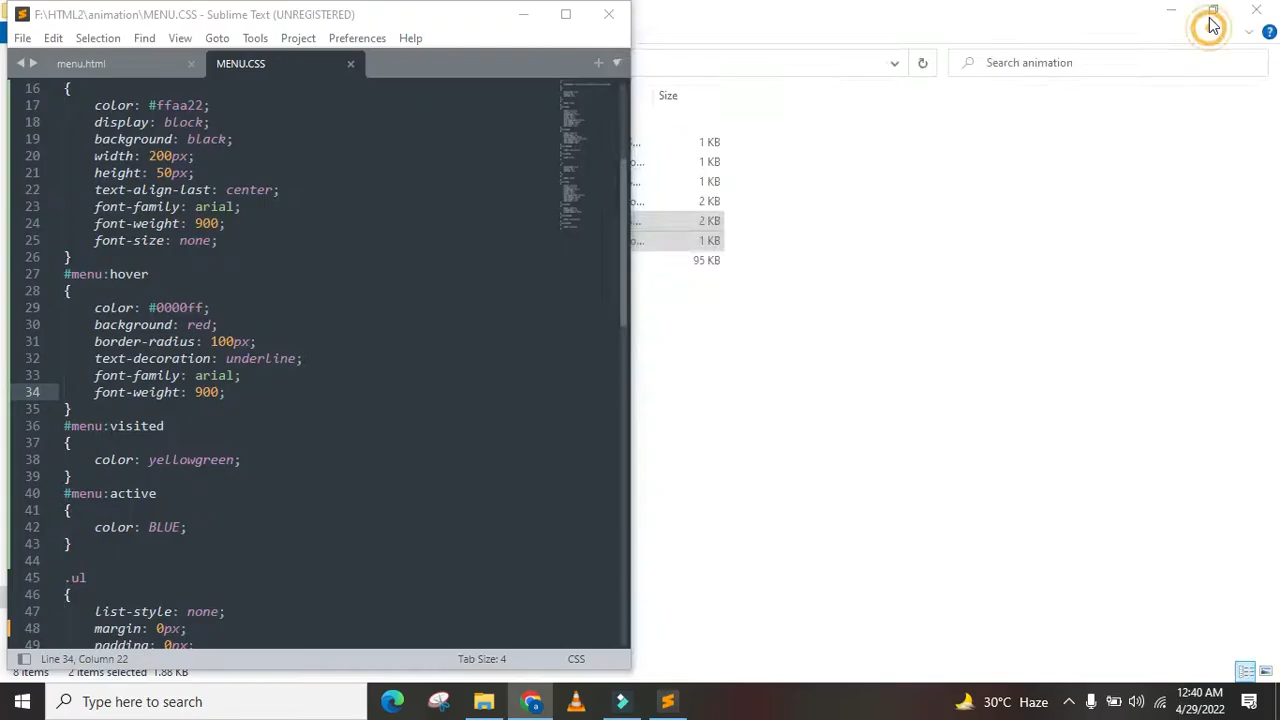 F:\HTML2\animation\MENU.CSS - Sublime Text (UNREGISTERED)
File Edit Selection Find View Goto Tools Project Preferences Help
menu.html
MENU.CSS
Search animation
Size
16 {
17 color: #ffaa22;
18 display: block;
19 background: black;
20 width: 200px;
21 height: 50px;
22 text-align-last: center;
23 font-family: arial;
24 font-weight: 900;
25 font-size: none;
26 }
27 #menu:hover
28 {
29 color: #0000ff;
30 background: red;
31 border-radius: 100px;
32 text-decoration: underline;
33 font-family: arial;
34 font-weight: 900;
35 }
36 #menu:visited
37 {
38 color: yellowgreen;
39 }
40 #menu:active
41 {
42 color: BLUE;
43 }
44
45 .ul
46 {
47 list-style: none;
48 margin: 0px;
49 padding: 0px;
o... 1 KB
o... 1 KB
o... 1 KB
o... 2 KB
o... 2 KB
o... 1 KB
95 KB
Line 34, Column 22
Tab Size: 4
CSS
8 items 2 items selected 1.88 KB
Type here to search
30°C Haze
12:40 AM
4/29/2022